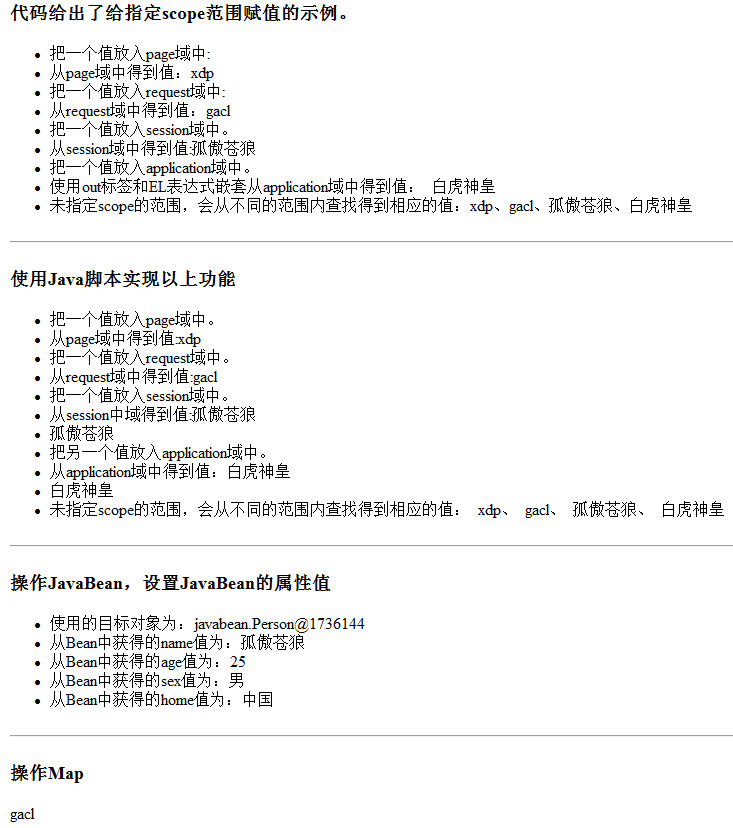 代码给出了给指定scope范围赋值的示例。
把一个值放入page域中:
从page域中得到值：xdp
把一个值放入request域中:
从request域中得到值：gacl
把一个值放入session域中。
从session域中得到值:孤傲苍狼
把一个值放入application域中。
使用out标签和EL表达式嵌套从application域中得到值： 白虎神皇
未指定scope的范围，会从不同的范围内查找得到相应的值：xdp、gacl、孤傲苍狼、白虎神皇
使用Java脚本实现以上功能
把一个值放入page域中。
从page域中得到值:xdp
把一个值放入request域中。
从request域中得到值:gacl
把一个值放入session域中。
从session中域得到值:孤傲苍狼
孤傲苍狼
把另一个值放入application域中。
从application域中得到值：白虎神皇
白虎神皇
未指定scope的范围，会从不同的范围内查找得到相应的值： xdp、 gacl、 孤傲苍狼、 白虎神皇
操作JavaBean，设置JavaBean的属性值
使用的目标对象为：javabean.Person@1736144
从Bean中获得的name值为：孤傲苍狼
从Bean中获得的age值为：25
从Bean中获得的sex值为：男
从Bean中获得的home值为：中国
操作Map
gacl